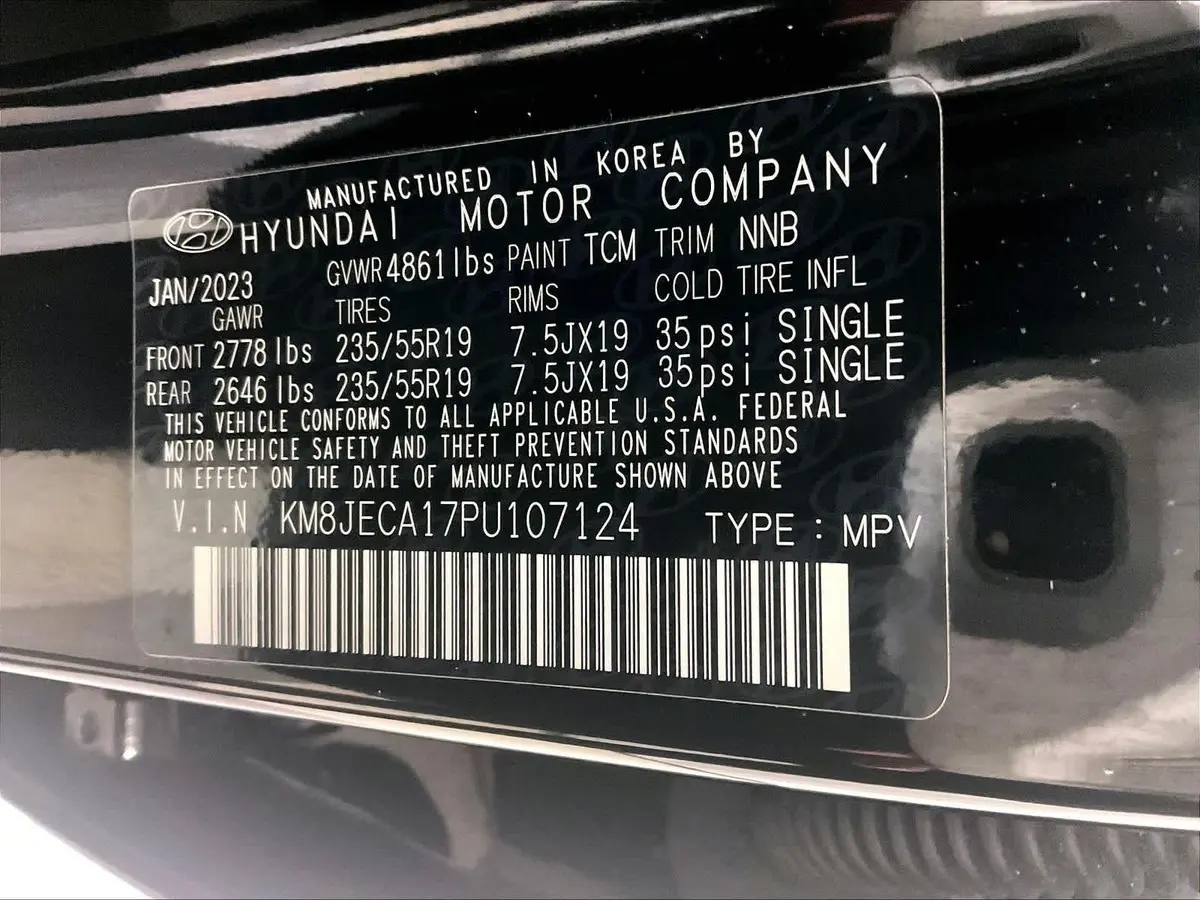 MANUFACTURED IN KOREA BY
HYUNDAI MOTOR COMPANY
JAN/2023 GVWR 4861 lbs PAINT TCM TRIM NNB
GAWR TIRES RIMS COLD TIRE INFL
FRONT 2778 lbs 235/55R19 7.5JX19 35psi SINGLE
REAR 2646 lbs 235/55R19 7.5JX19 35psi SINGLE
THIS VEHICLE CONFORMS TO ALL APPLICABLE U.S.A. FEDERAL
MOTOR VEHICLE SAFETY AND THEFT PREVENTION STANDARDS
IN EFFECT ON THE DATE OF MANUFACTURE SHOWN ABOVE
V.I.N KM8JECA17PU107124 TYPE : MPV